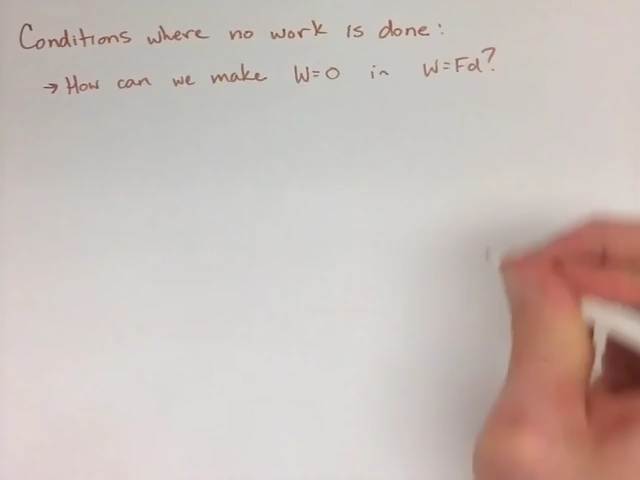 Conditions where no work is done:
→ How can we make W=0 in W=Fd?